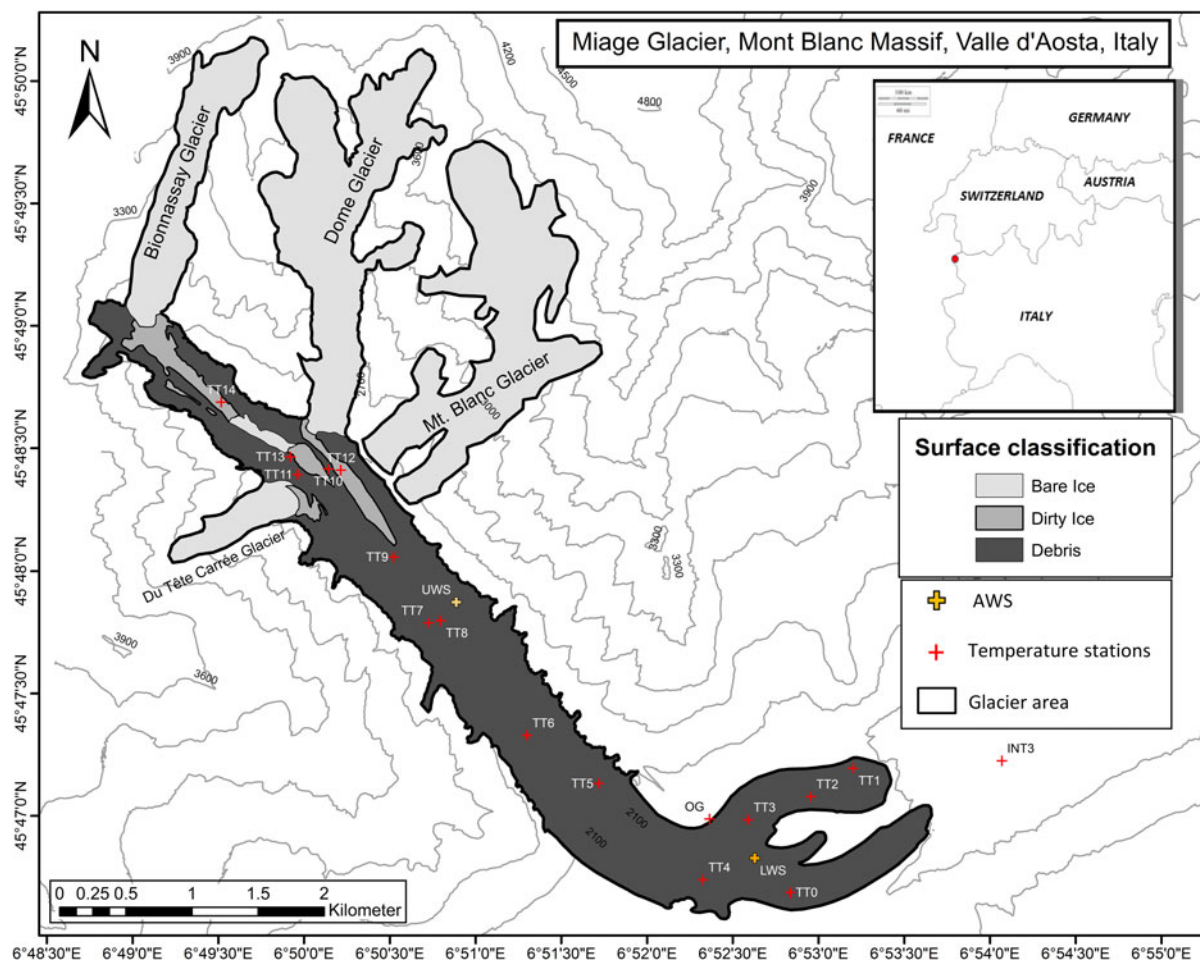 Miage Glacier, Mont Blanc Massif, Valle d'Aosta, Italy
N
3900
4200
4500
4800
3600
3900
3300
2700
3000
3300
3300
3900
3600
2100
2100
Bionnassay Glacier
Dome Glacier
Mt. Blanc Glacier
Du Tête Carrée Glacier
TT14
TT13
TT12
TT11
TT10
TT9
UWS
TT7
TT8
TT6
TT5
OG
TT3
TT2
TT1
INT3
TT4
LWS
TT0
FRANCE
GERMANY
SWITZERLAND
AUSTRIA
ITALY
Surface classification
Bare Ice
Dirty Ice
Debris
AWS
Temperature stations
Glacier area
0 0.25 0.5 1 1.5 2
Kilometer
45°50'0"N
45°49'30"N
45°49'0"N
45°48'30"N
45°48'0"N
45°47'30"N
45°47'0"N
6°48'30"E 6°49'0"E 6°49'30"E 6°50'0"E 6°50'30"E 6°51'0"E 6°51'30"E 6°52'0"E 6°52'30"E 6°53'0"E 6°53'30"E 6°54'0"E 6°54'30"E 6°55'0"E